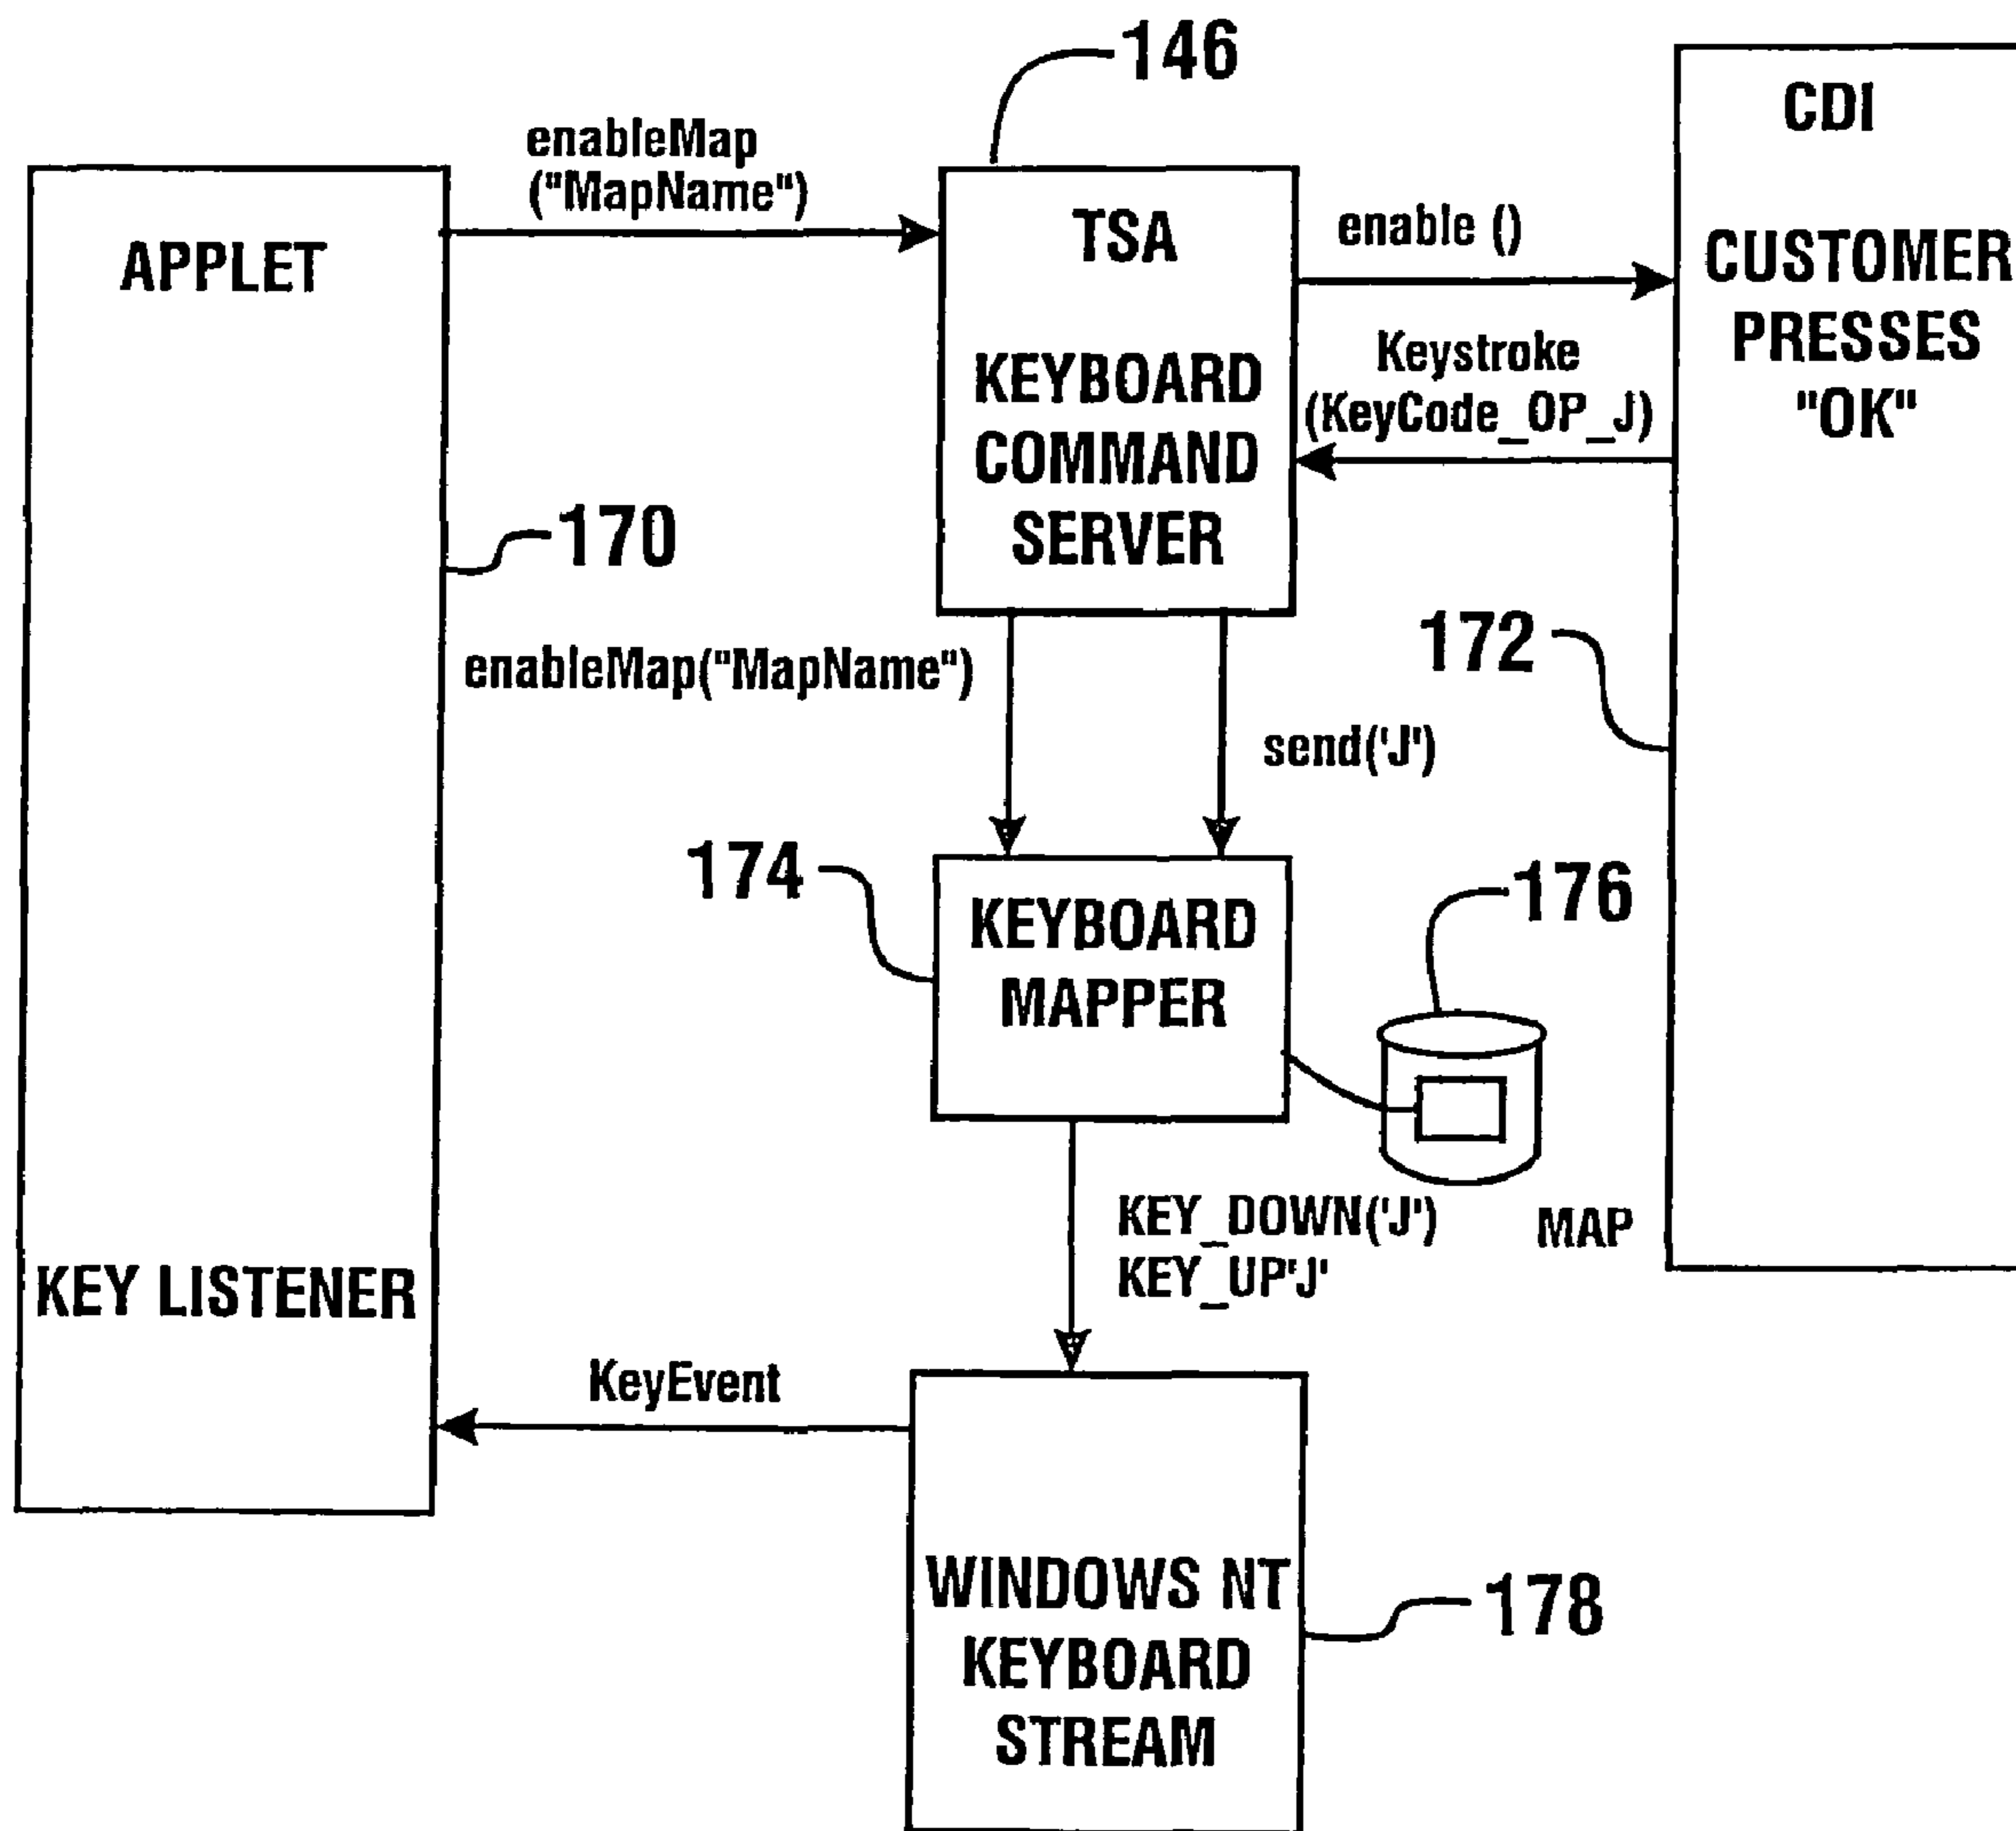 146
CDI
enableMap
("MapName")
APPLET
TSA
enable ()
CUSTOMER
PRESSES
"OK"
KEYBOARD
COMMAND
SERVER
Keystroke
(KeyCode_OP_J)
170
172
enableMap("MapName")
send('J')
174
KEYBOARD
MAPPER
176
KEY_DOWN('J')
KEY_UP'J'
MAP
KEY LISTENER
KeyEvent
WINDOWS NT
KEYBOARD
STREAM
178